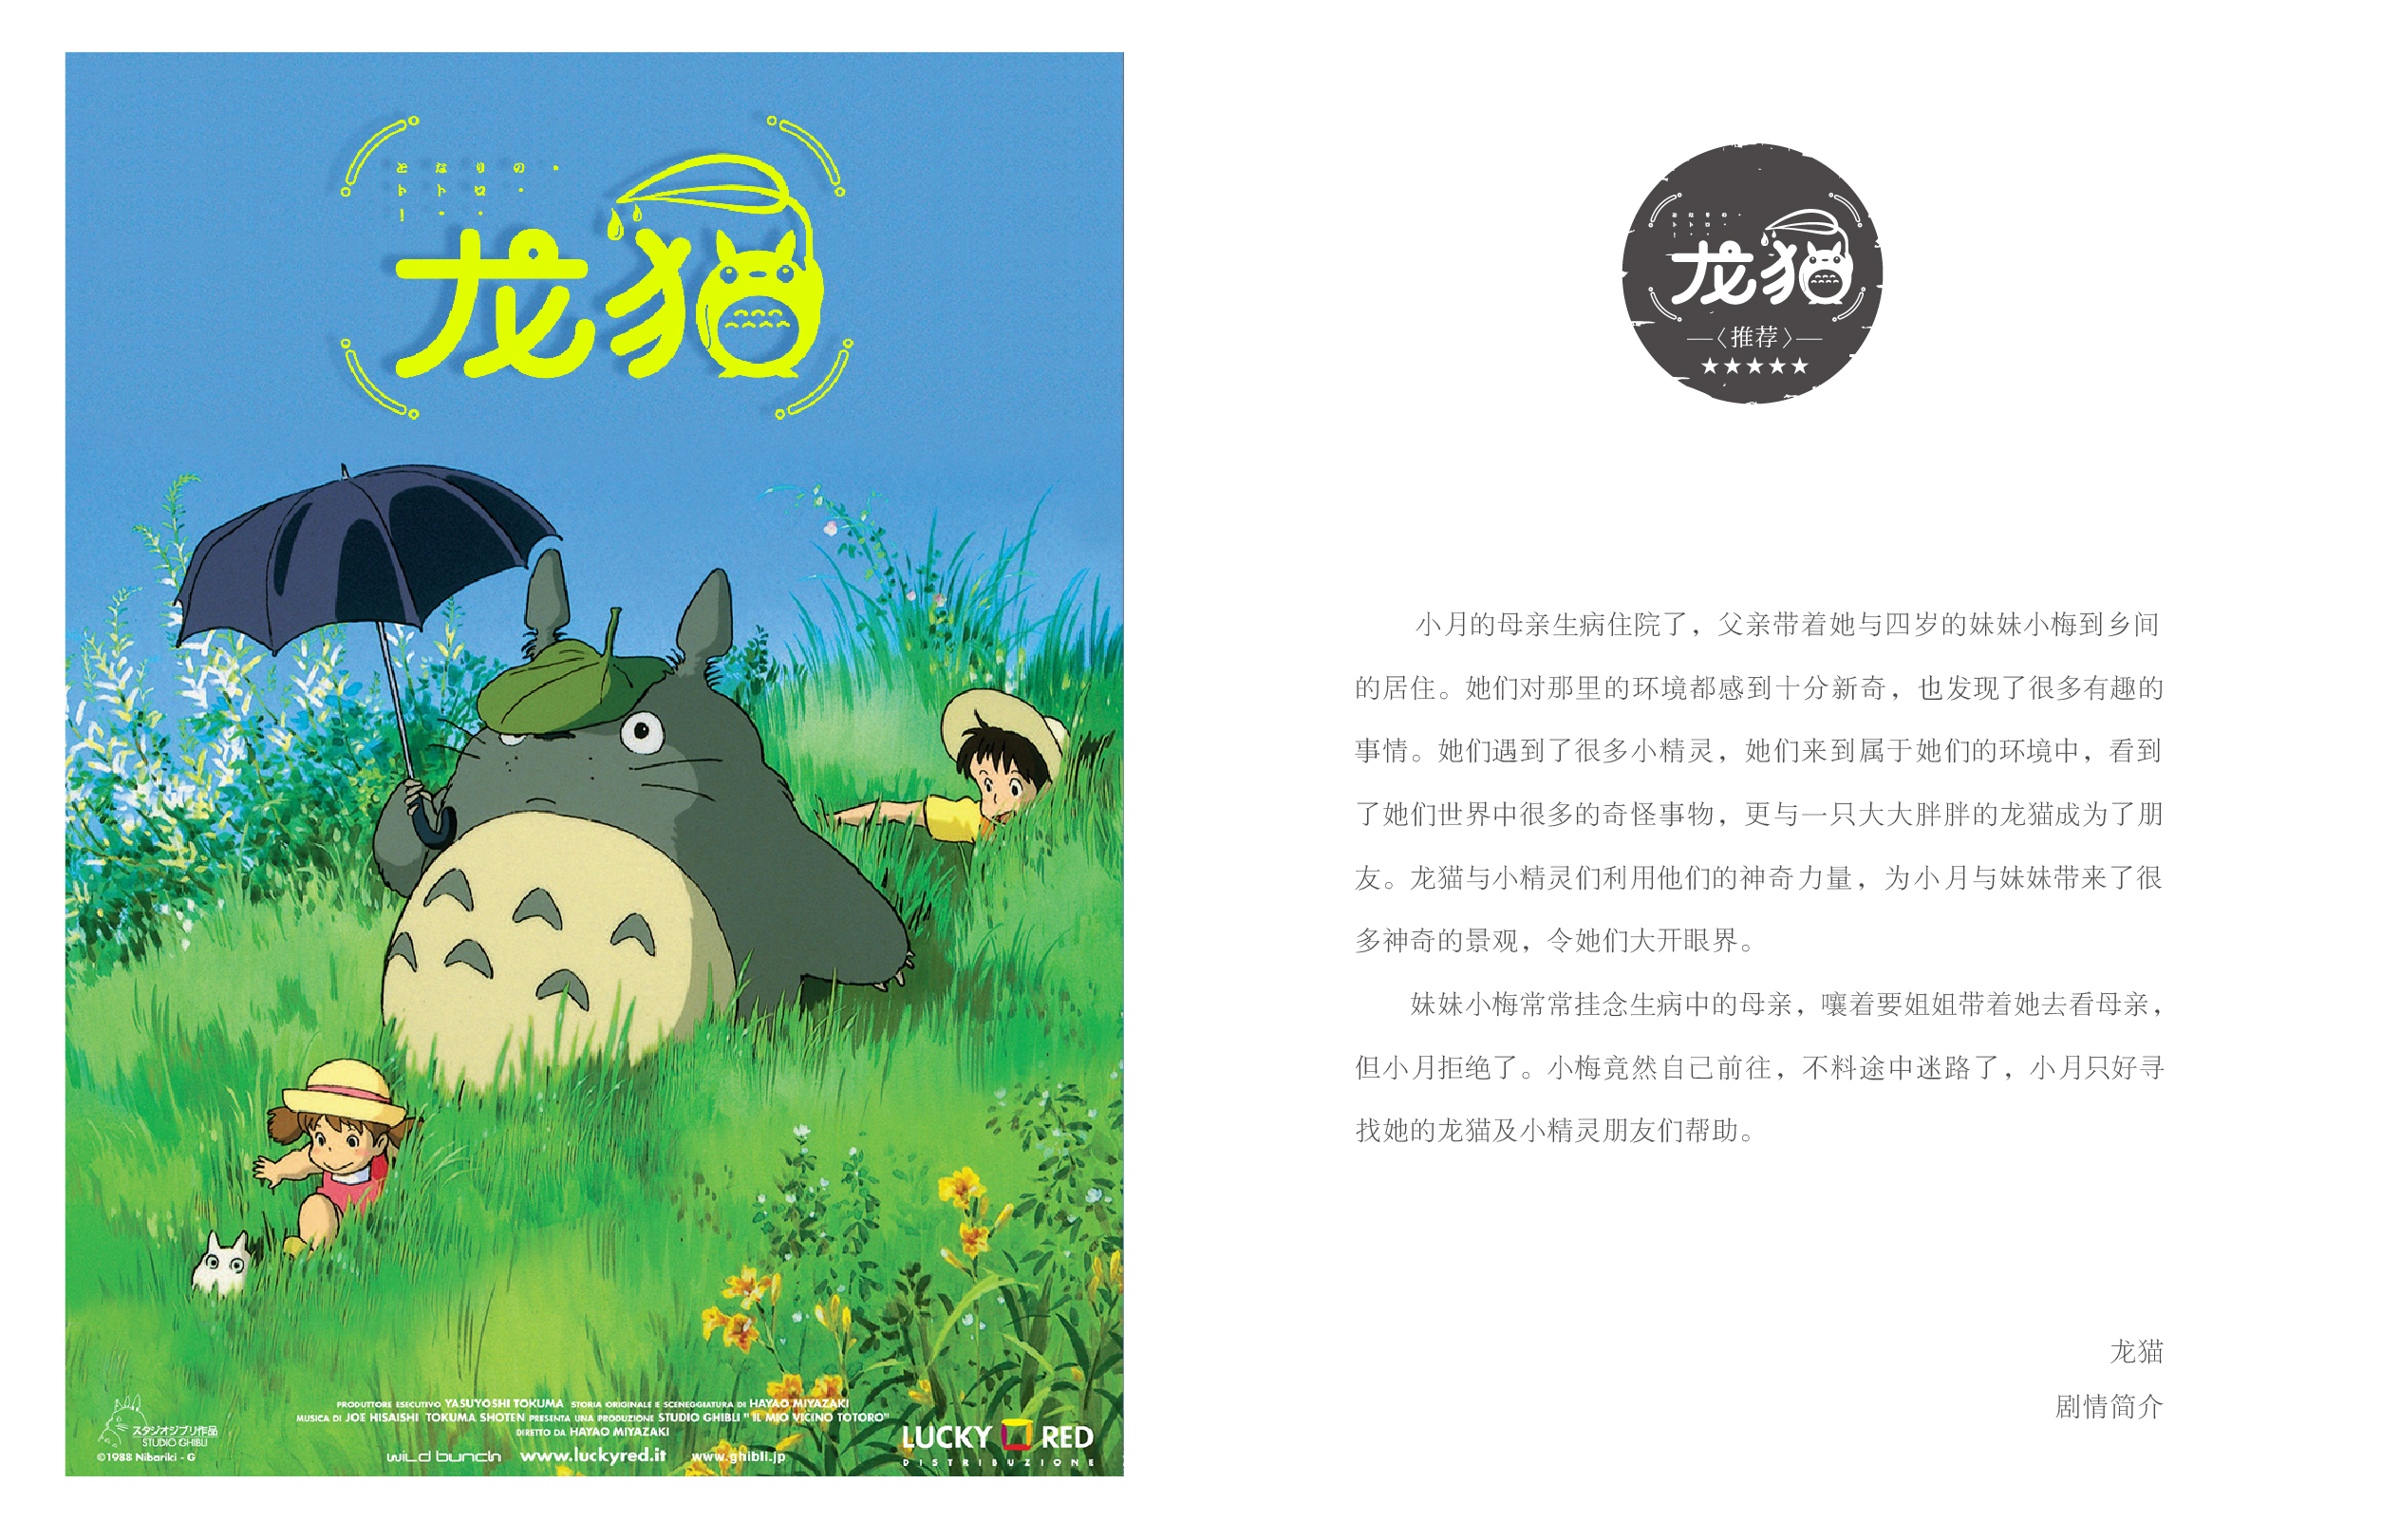 となりの・
トトロ・
！・・
龙猫
PRODUTTORE ESECUTIVO YASUYOSHI TOKUMA STORIA ORIGINALE E SCENEGGIATURA DI HAYAO MIYAZAKI
MUSICA DI JOE HISAISHI TOKUMA SHOTEN PRESENTA UNA PRODUZIONE STUDIO GHIBLI "IL MIO VICINO TOTORO"
DIRETTO DA HAYAO MIYAZAKI
スタジオジブリ作品
STUDIO GHIBLI
©1988 Nibariki - G
wild bunch www.luckyred.it www.ghibli.jp
LUCKY RED
DISTRIBUZIONE
となりの・
トトロ・
！・・
龙猫
—〈推荐〉—
★★★★★
小月的母亲生病住院了，父亲带着她与四岁的妹妹小梅到乡间
的居住。她们对那里的环境都感到十分新奇，也发现了很多有趣的
事情。她们遇到了很多小精灵，她们来到属于她们的环境中，看到
了她们世界中很多的奇怪事物，更与一只大大胖胖的龙猫成为了朋
友。龙猫与小精灵们利用他们的神奇力量，为小月与妹妹带来了很
多神奇的景观，令她们大开眼界。
妹妹小梅常常挂念生病中的母亲，嚷着要姐姐带着她去看母亲，
但小月拒绝了。小梅竟然自己前往，不料途中迷路了，小月只好寻
找她的龙猫及小精灵朋友们帮助。
龙猫
剧情简介